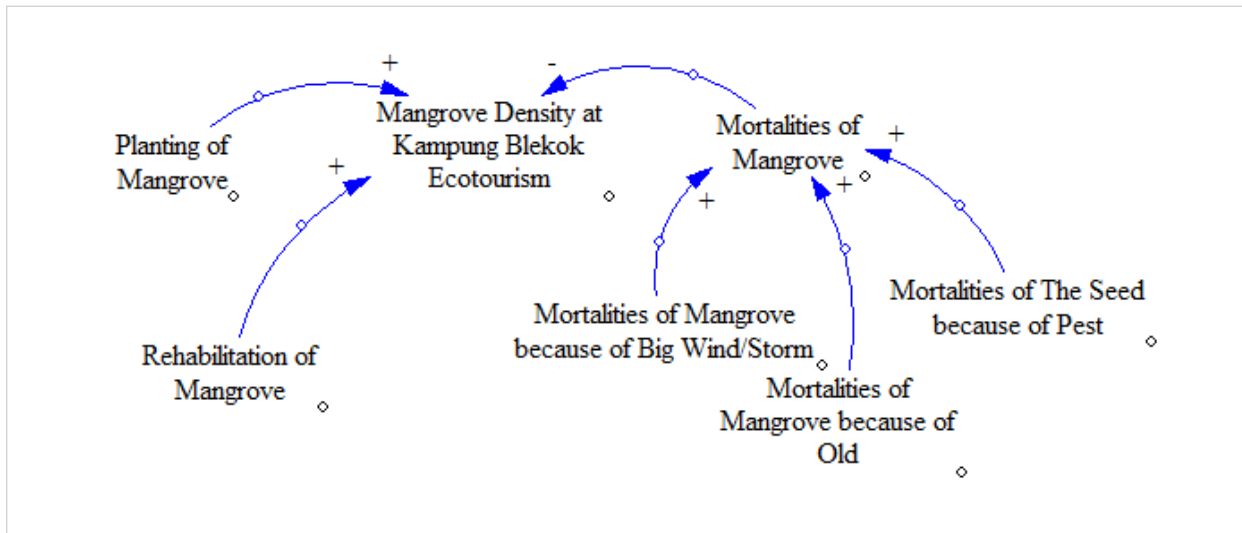 +
-
Mangrove Density at
Kampung Blekok
Ecotourism
Planting of
Mangrove
+
Mortalities of
Mangrove
+
+
+
Mortalities of The Seed
because of Pest
Mortalities of Mangrove
because of Big Wind/Storm
Rehabilitation of
Mangrove
Mortalities of
Mangrove because of
Old